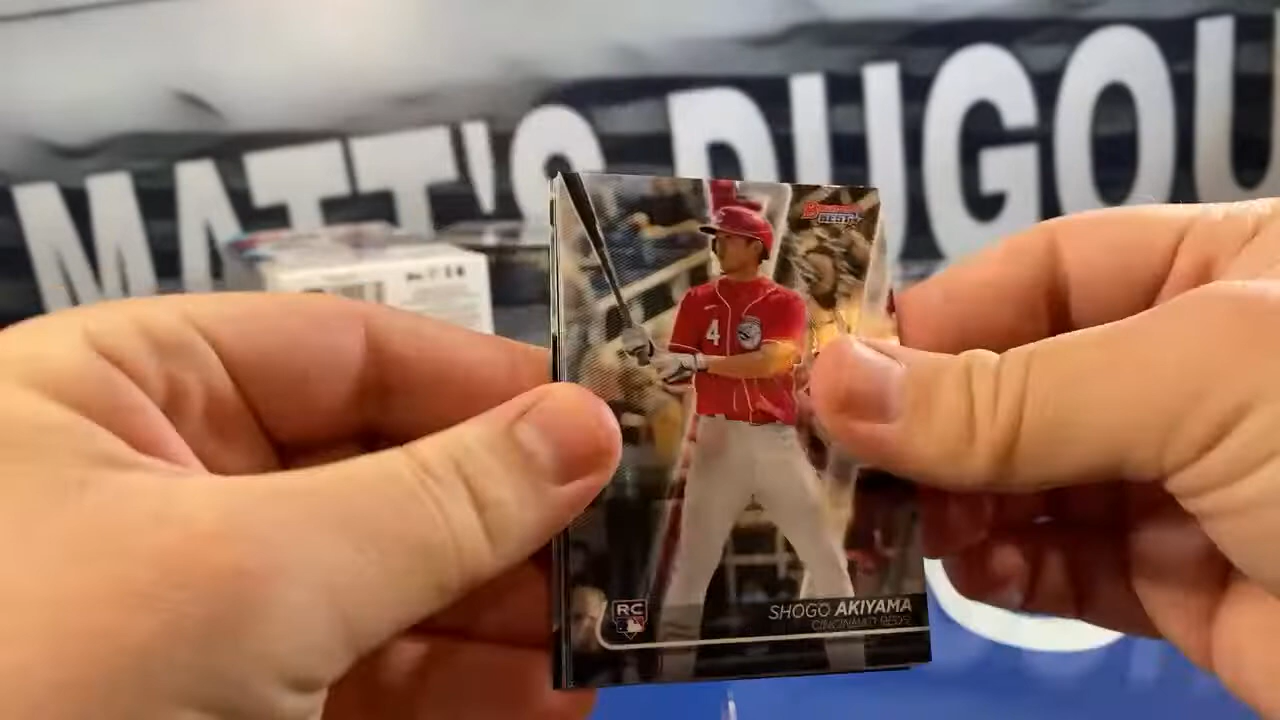 MATT'S DUGOU
BOWMAN'S
BEST
4
RC
SHOGO AKIYAMA
CINCINNATI REDS